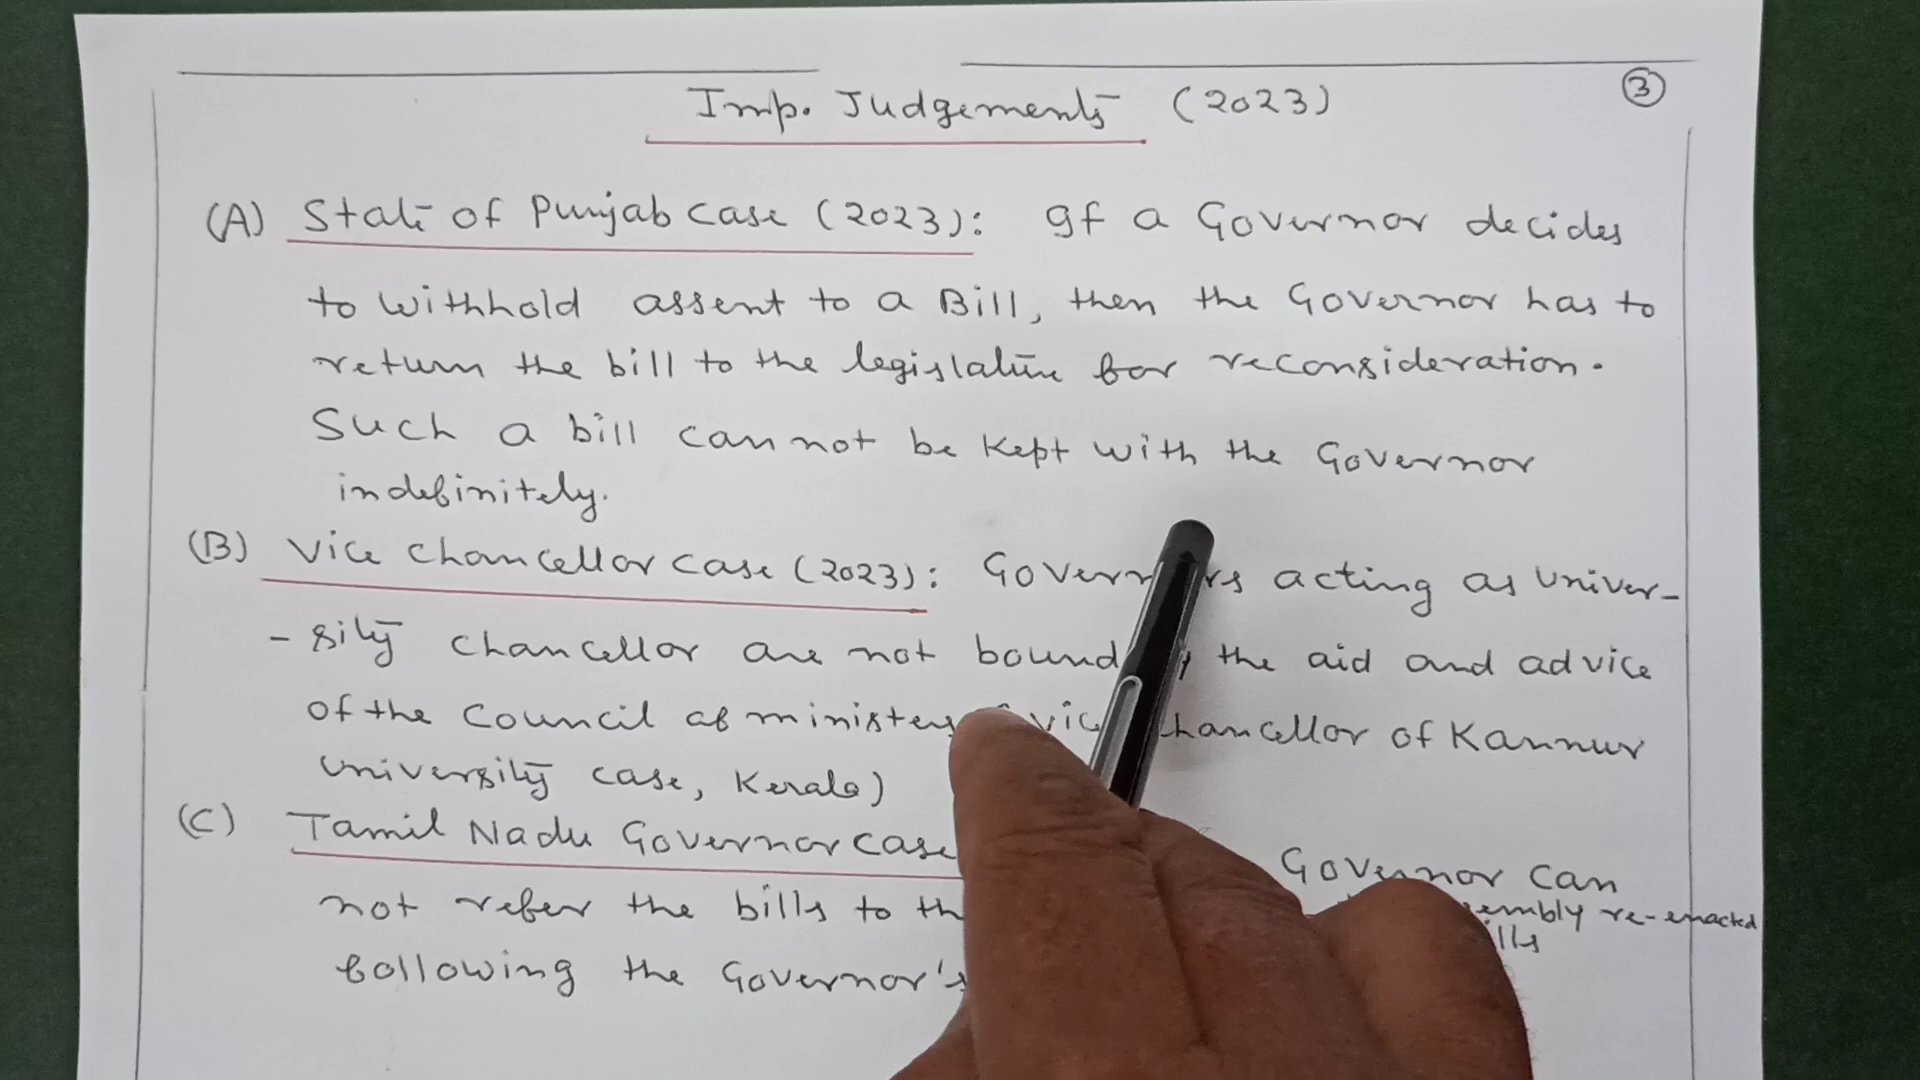 Imp. Judgements (2023)
3
(A) State of Punjab Case (2023): If a Governor decides
to withhold assent to a Bill, then the Governor has to
return the bill to the legislature for reconsideration.
Such a bill can not be kept with the Governor
indefinitely.
(B) Vice Chancellor Case (2023): acting as Univer-
-sity Chancellor are not bound the aid and advice
of the Council of ministers of Kannur
University case, Kerala)
(C) Tamil Nadu Governor Case Governor can
not refer the bills to re-enacted
following the Governor's